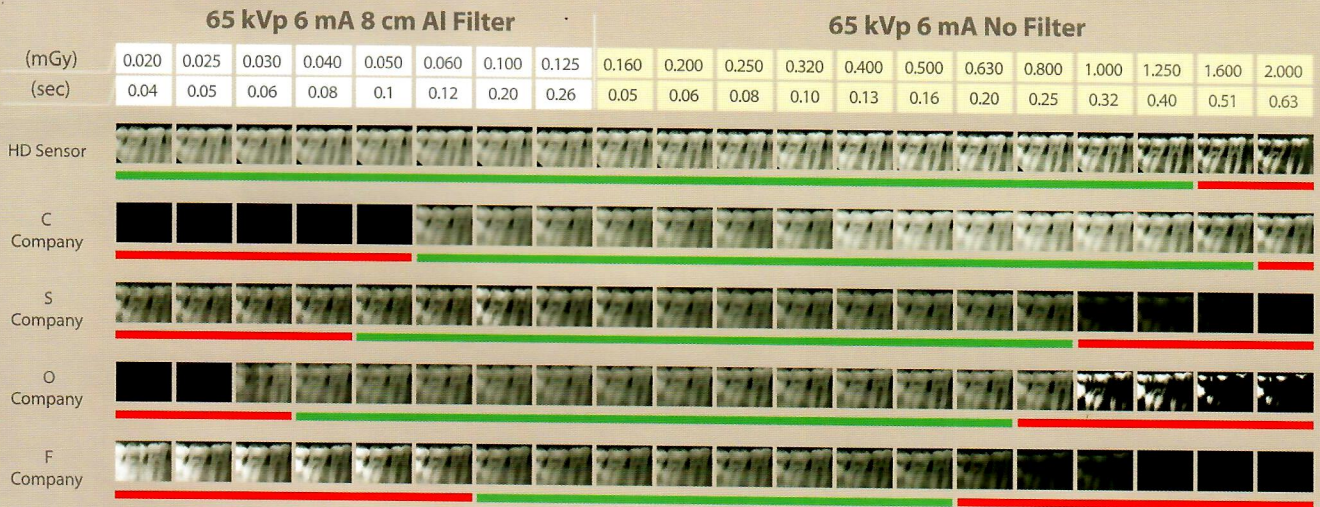 65 kVp 6 mA 8 cm Al Filter
65 kVp 6 mA No Filter
(mGy) 0.020 0.025 0.030 0.040 0.050 0.060 0.100 0.125 0.160 0.200 0.250 0.320 0.400 0.500 0.630 0.800 1.000 1.250 1.600 2.000
(sec) 0.04 0.05 0.06 0.08 0.1 0.12 0.20 0.26 0.05 0.06 0.08 0.10 0.13 0.16 0.20 0.25 0.32 0.40 0.51 0.63
HD Sensor
C
Company
S
Company
O
Company
F
Company